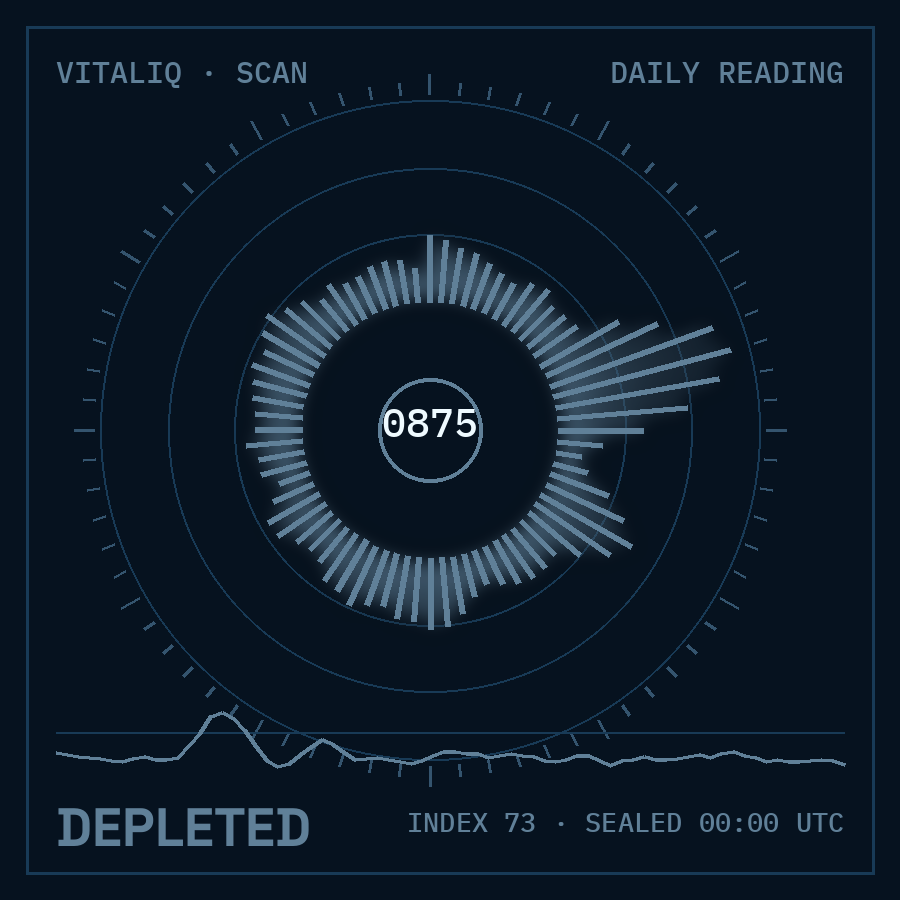 VITALIQ · SCAN
DAILY READING
0875
DEPLETED
INDEX 73 · SEALED 00:00 UTC